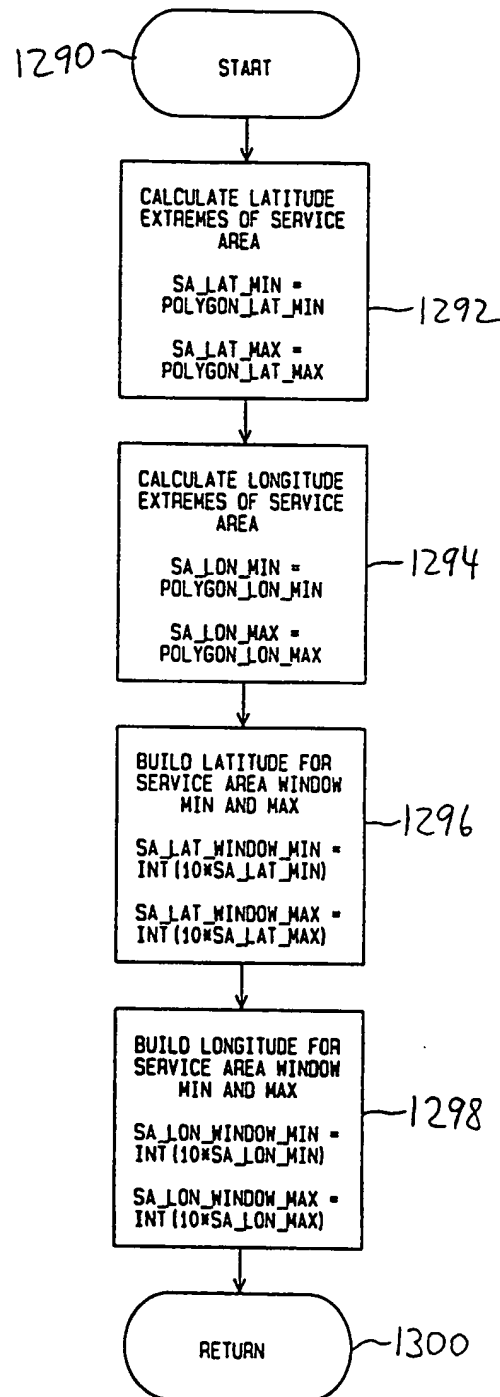 1290
START
CALCULATE LATITUDE
EXTREMES OF SERVICE
AREA
SA_LAT_MIN =
POLYGON_LAT_MIN
SA_LAT_MAX =
POLYGON_LAT_MAX
1292
CALCULATE LONGITUDE
EXTREMES OF SERVICE
AREA
SA_LON_MIN =
POLYGON_LON_MIN
SA_LON_MAX =
POLYGON_LON_MAX
1294
BUILD LATITUDE FOR
SERVICE AREA WINDOW
MIN AND MAX
SA_LAT_WINDOW_MIN =
INT(10*SA_LAT_MIN)
SA_LAT_WINDOW_MAX =
INT(10*SA_LAT_MAX)
1296
BUILD LONGITUDE FOR
SERVICE AREA WINDOW
MIN AND MAX
SA_LON_WINDOW_MIN =
INT(10*SA_LON_MIN)
SA_LON_WINDOW_MAX =
INT(10*SA_LON_MAX)
1298
RETURN
1300